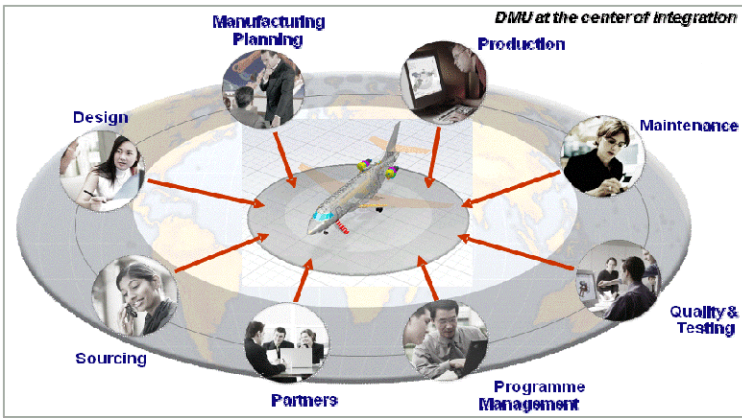 DMU at the center of integration
Manufacturing
Planning
Production
Design
Maintenance
Sourcing
Quality &
Testing
Partners
Programme
Management